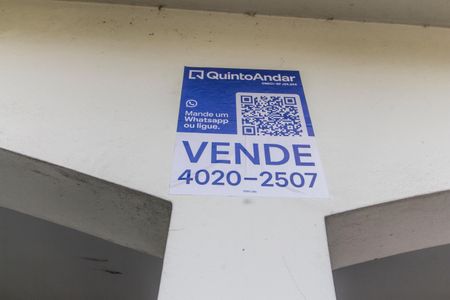 QuintoAndar
Mande um
Whatsapp
ou ligue.
VENDE
4020-2507